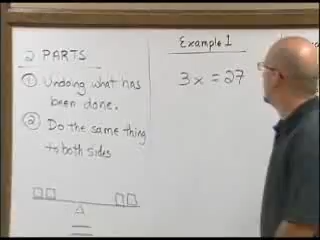 2 PARTS
① Undoing what has
been done.
② Do the same thing
to both sides
=
Example 1
3x = 27